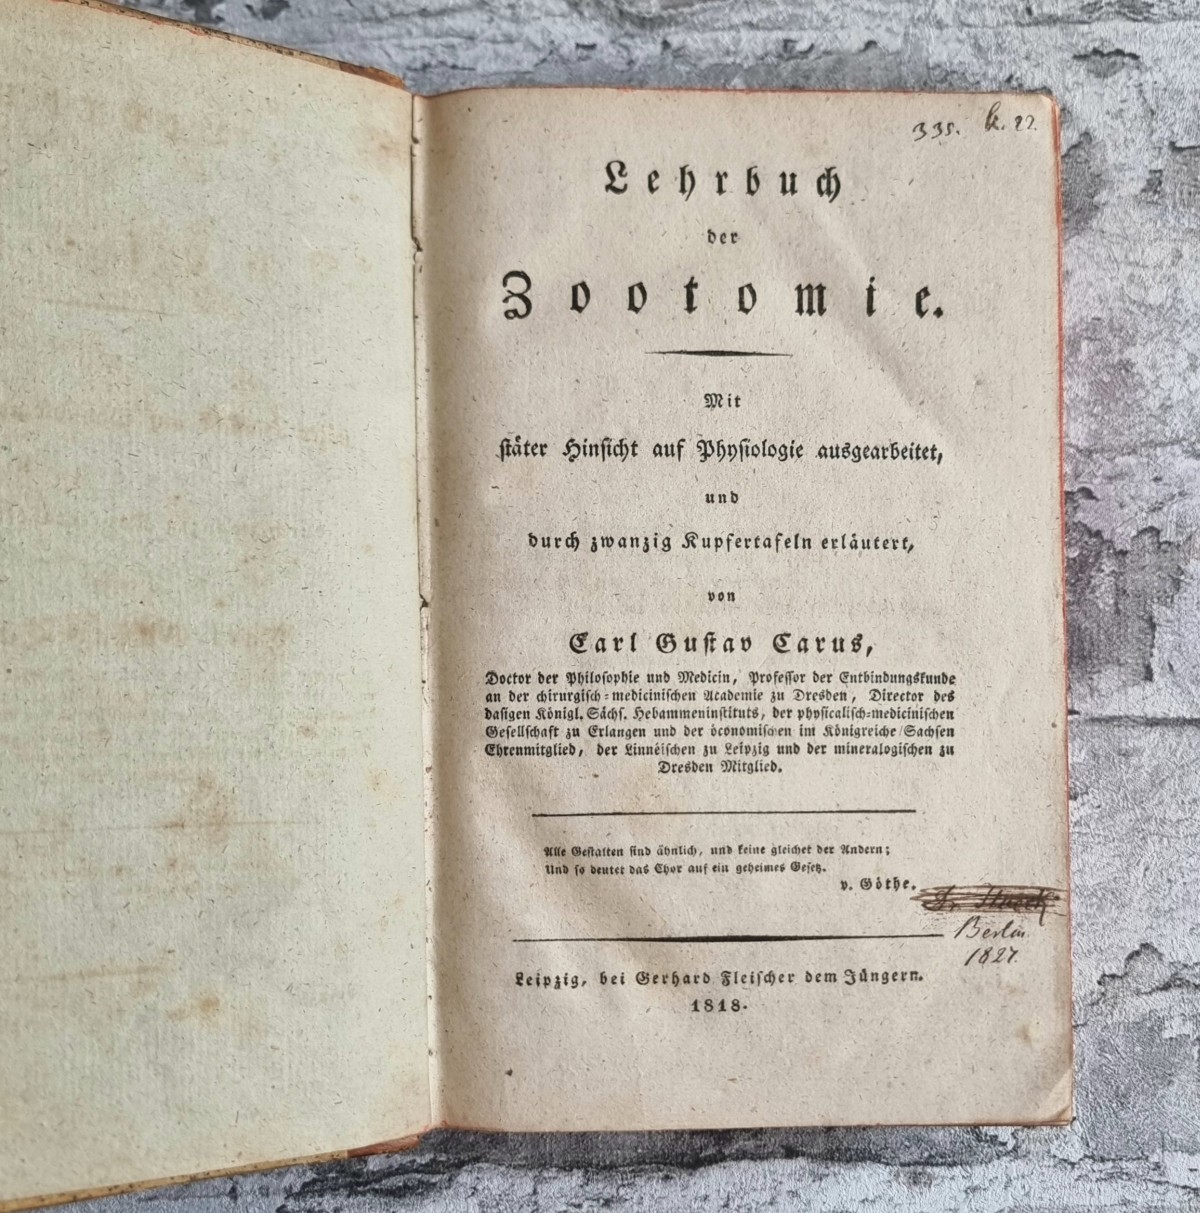 335. k. 22.
Lehrbuch
der
Zootomie.
Mit
stäter Hinsicht auf Physiologie ausgearbeitet,
und
durch zwanzig Kupfertafeln erläutert,
von
Carl Gustav Carus,
Doctor der Philosophie und Medicin, Professor der Entbindungskunde
an der chirurgisch-medicinischen Academie zu Dresden, Director des
dasigen Königl. Sächs. Hebammeninstituts, der physicalisch-medicinischen
Gesellschaft zu Erlangen und der öconomischen im Königreiche Sachsen
Ehrenmitglied, der Linnéischen zu Leipzig und der mineralogischen zu
Dresden Mitglied.
Alle Gestalten sind ähnlich, und keine gleichet der Andern;
Und so deutet das Chor auf ein geheimes Gesetz.
v. Göthe.
Berlin
1827.
Leipzig, bei Gerhard Fleischer dem Jüngern.
1818.